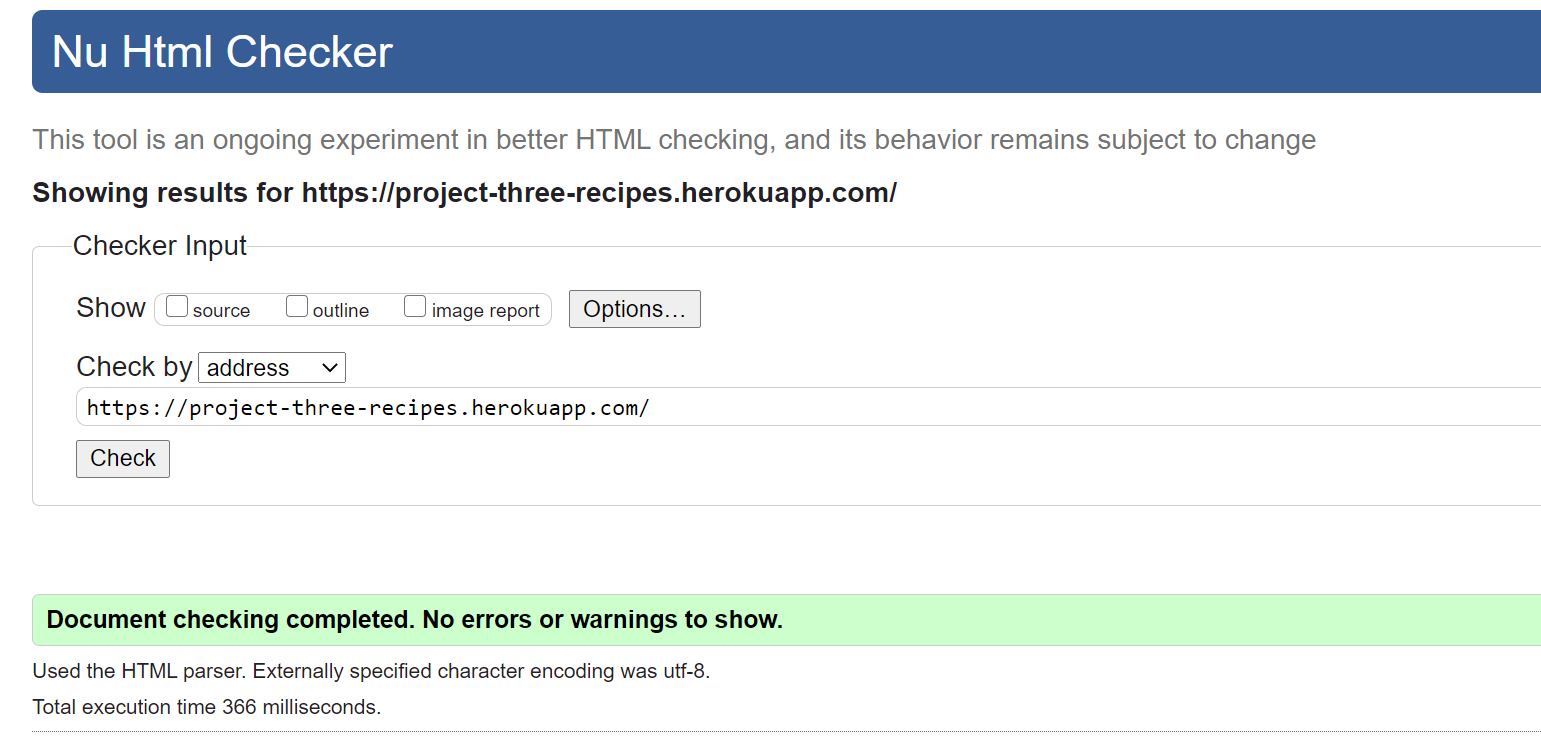 Nu Html Checker
This tool is an ongoing experiment in better HTML checking, and its behavior remains subject to change
Showing results for https://project-three-recipes.herokuapp.com/
Checker Input
Show source outline image report Options...
Check by address
https://project-three-recipes.herokuapp.com/
Check
Document checking completed. No errors or warnings to show.
Used the HTML parser. Externally specified character encoding was utf-8.
Total execution time 366 milliseconds.